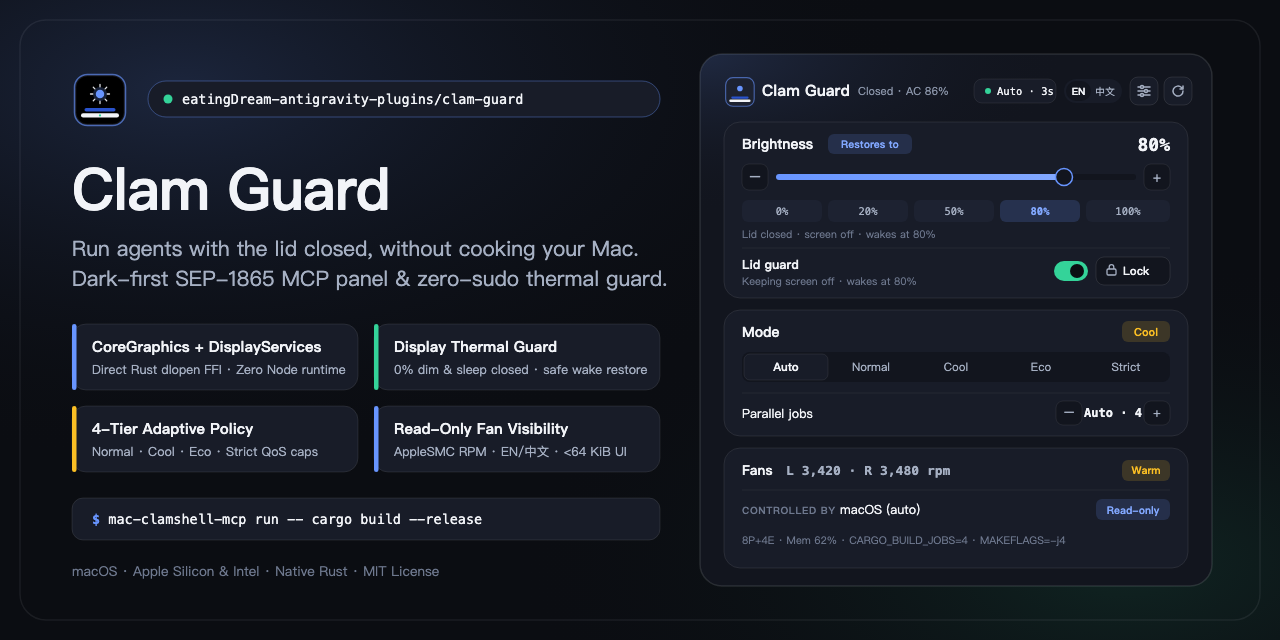 eatingDream-antigravity-plugins/clam-guard
Clam Guard
Run agents with the lid closed, without cooking your Mac.
Dark-first SEP-1865 MCP panel & zero-sudo thermal guard.
CoreGraphics + DisplayServices
Direct Rust dlopen FFI · Zero Node runtime
Display Thermal Guard
0% dim & sleep closed · safe wake restore
4-Tier Adaptive Policy
Normal · Cool · Eco · Strict QoS caps
Read-Only Fan Visibility
AppleSMC RPM · EN/中文 · <64 KiB UI
$ mac-clamshell-mcp run -- cargo build --release
macOS · Apple Silicon & Intel · Native Rust · MIT License
Clam Guard Closed · AC 86% Auto · 3s EN 中文
Brightness Restores to 80%
− +
0% 20% 50% 80% 100%
Lid closed · screen off · wakes at 80%
Lid guard
Keeping screen off · wakes at 80%
Lock
Mode Cool
Auto Normal Cool Eco Strict
Parallel jobs − Auto · 4 +
Fans L 3,420 · R 3,480 rpm Warm
CONTROLLED BY macOS (auto) Read-only
8P+4E · Mem 62% · CARGO_BUILD_JOBS=4 · MAKEFLAGS=-j4